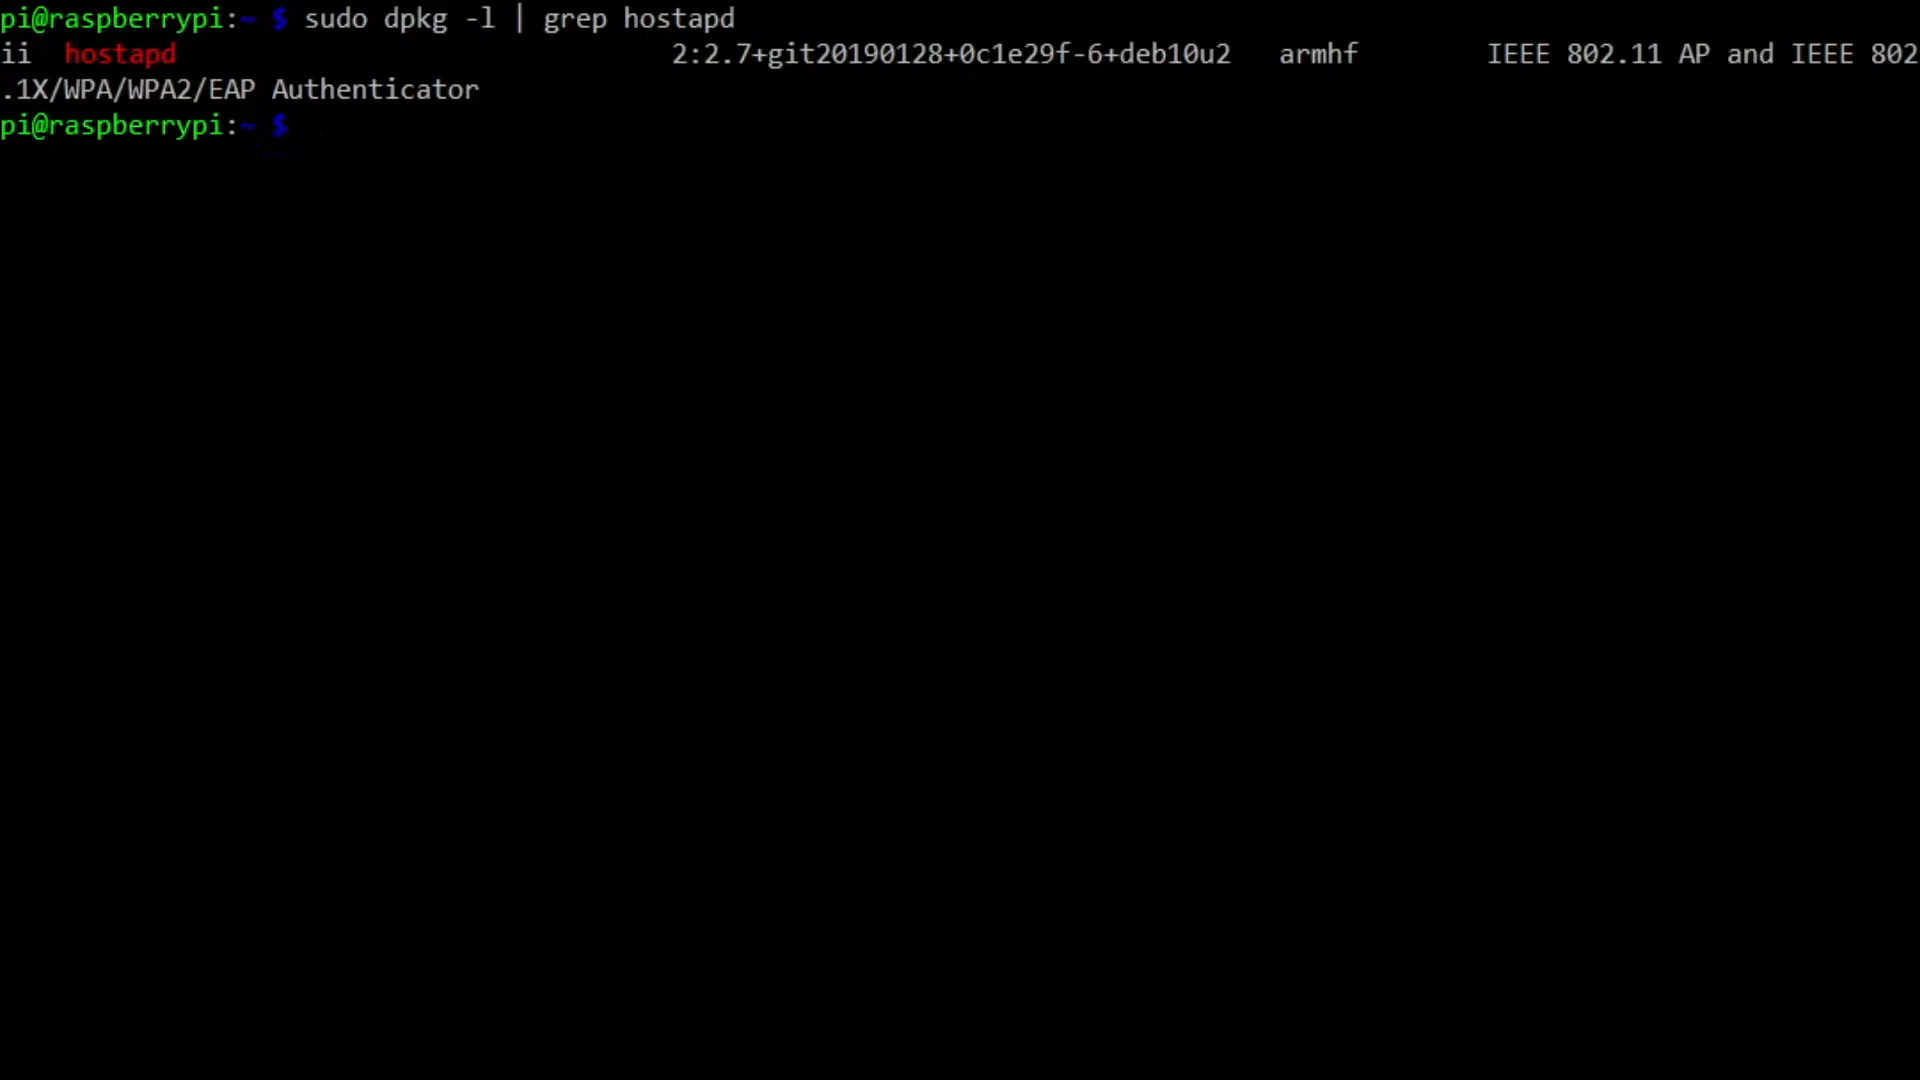 pi@raspberrypi:~ $ sudo dpkg -l | grep hostapd
ii  hostapd                               2:2.7+git20190128+0c1e29f-6+deb10u2   armhf        IEEE 802.11 AP and IEEE 802
.1X/WPA/WPA2/EAP Authenticator
pi@raspberrypi:~ $